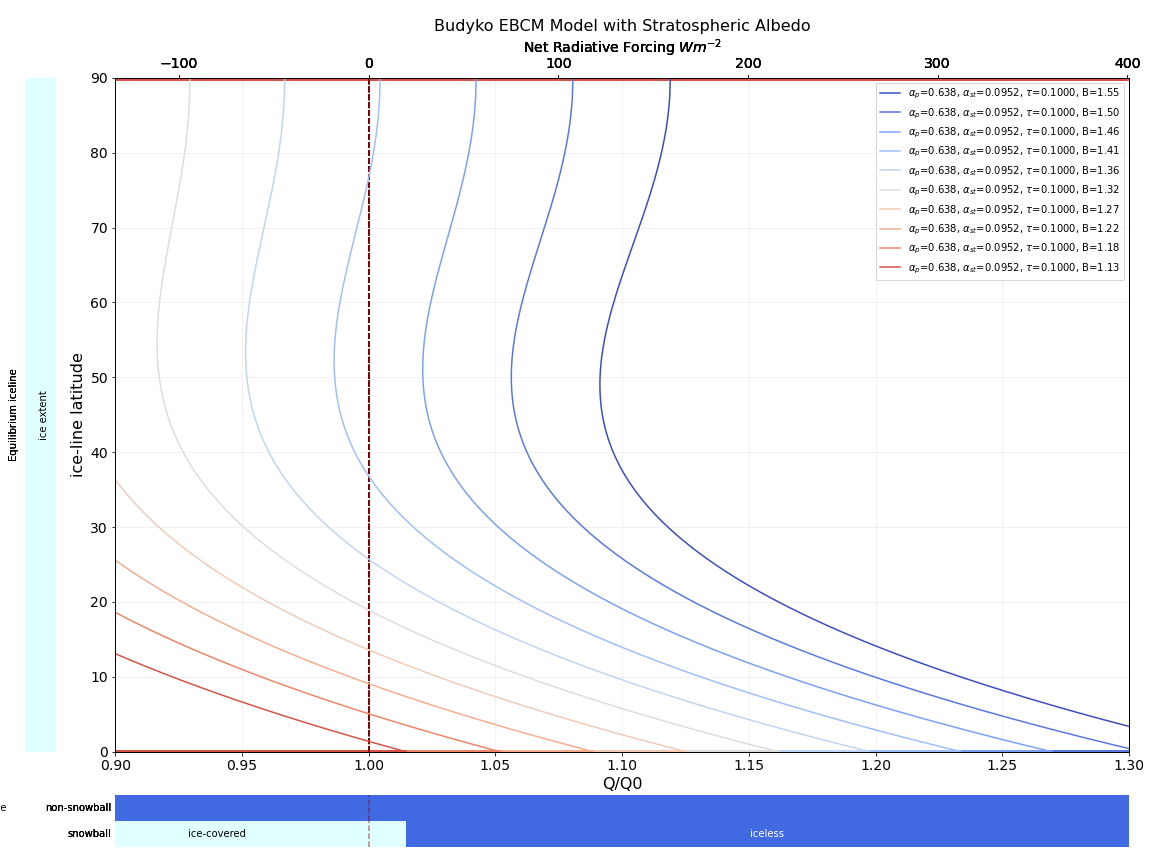 Budyko EBCM Model with Stratospheric Albedo
Net Radiative Forcing Wm⁻²
−100 0 100 200 300 400
90
80
70
60
50
40
30
20
10
0
ice-line latitude
Equilibrium iceline
ice extent
αp=0.638, αst=0.0952, τ=0.1000, B=1.55
αp=0.638, αst=0.0952, τ=0.1000, B=1.50
αp=0.638, αst=0.0952, τ=0.1000, B=1.46
αp=0.638, αst=0.0952, τ=0.1000, B=1.41
αp=0.638, αst=0.0952, τ=0.1000, B=1.36
αp=0.638, αst=0.0952, τ=0.1000, B=1.32
αp=0.638, αst=0.0952, τ=0.1000, B=1.27
αp=0.638, αst=0.0952, τ=0.1000, B=1.22
αp=0.638, αst=0.0952, τ=0.1000, B=1.18
αp=0.638, αst=0.0952, τ=0.1000, B=1.13
0.90 0.95 1.00 1.05 1.10 1.15 1.20 1.25 1.30
Q/Q0
e non-snowball
snowball ice-covered iceless